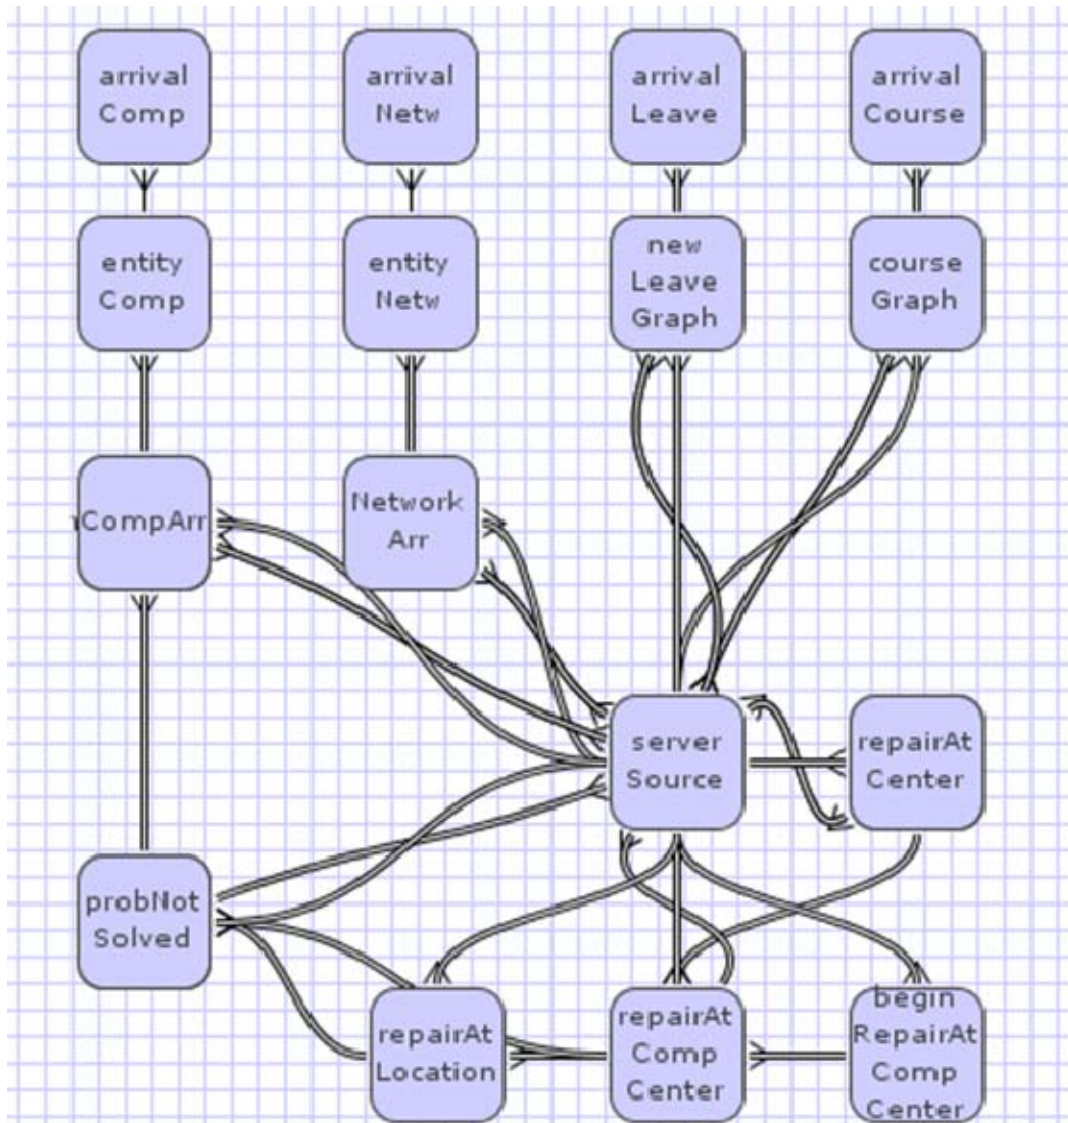 arrival
Comp
arrival
Netw
arrival
Leave
arrival
Course
entity
Comp
entity
Netw
new
Leave
Graph
course
Graph
CompArr
Network
Arr
server
Source
repairAt
Center
probNot
Solved
repairAt
Location
repairAt
Comp
Center
begin
RepairAt
Comp
Center